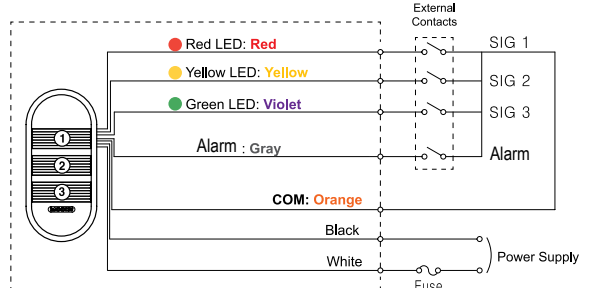 External
Contacts
Red LED: Red
SIG 1
Yellow LED: Yellow
SIG 2
Green LED: Violet
SIG 3
Alarm : Gray
Alarm
1
2
3
COM: Orange
Black
White
Power Supply
Fuse